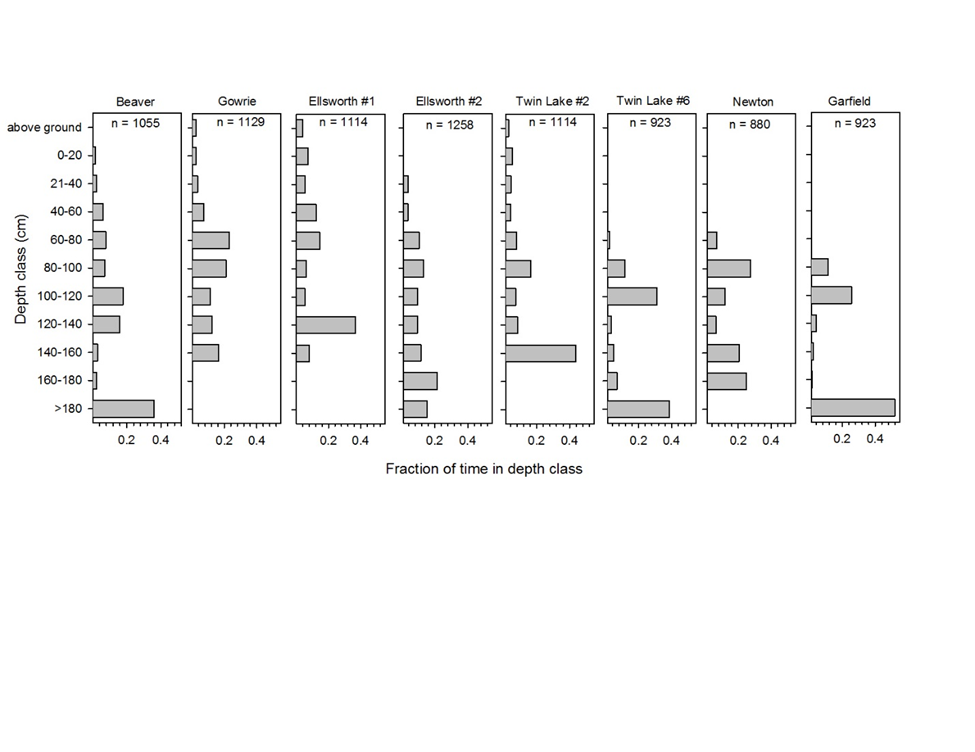 Beaver Gowrie Ellsworth #1 Ellsworth #2 Twin Lake #2 Twin Lake #6 Newton Garfield
n = 1055 n = 1129 n = 1114 n = 1258 n = 1114 n = 923 n = 880 n = 923
Depth class (cm)
above ground
0-20
21-40
40-60
60-80
80-100
100-120
120-140
140-160
160-180
>180
0.2 0.4 0.2 0.4 0.2 0.4 0.2 0.4 0.2 0.4 0.2 0.4 0.2 0.4 0.2 0.4
Fraction of time in depth class